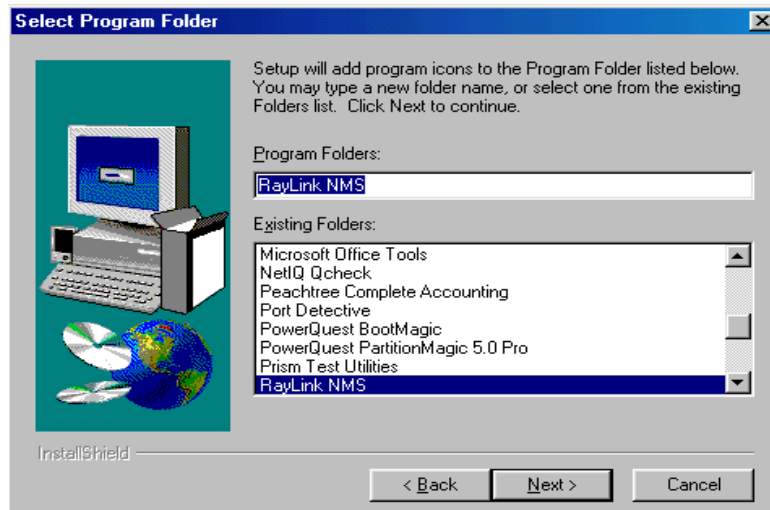 Select Program Folder
Setup will add program icons to the Program Folder listed below.
You may type a new folder name, or select one from the existing
Folders list. Click Next to continue.
Program Folders:
RayLink NMS
Existing Folders:
Microsoft Office Tools
NetIQ Qcheck
Peachtree Complete Accounting
Port Detective
PowerQuest BootMagic
PowerQuest PartitionMagic 5.0 Pro
Prism Test Utilities
RayLink NMS
InstallShield
< Back
Next >
Cancel